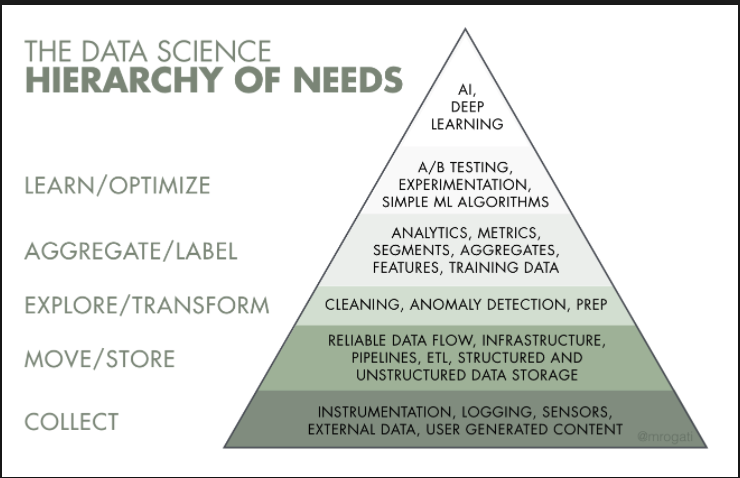 THE DATA SCIENCE
HIERARCHY OF NEEDS
AI,
DEEP
LEARNING
LEARN/OPTIMIZE
A/B TESTING,
EXPERIMENTATION,
SIMPLE ML ALGORITHMS
AGGREGATE/LABEL
ANALYTICS, METRICS,
SEGMENTS, AGGREGATES,
FEATURES, TRAINING DATA
EXPLORE/TRANSFORM
CLEANING, ANOMALY DETECTION, PREP
MOVE/STORE
RELIABLE DATA FLOW, INFRASTRUCTURE,
PIPELINES, ETL, STRUCTURED AND
UNSTRUCTURED DATA STORAGE
COLLECT
INSTRUMENTATION, LOGGING, SENSORS,
EXTERNAL DATA, USER GENERATED CONTENT
@mrogati